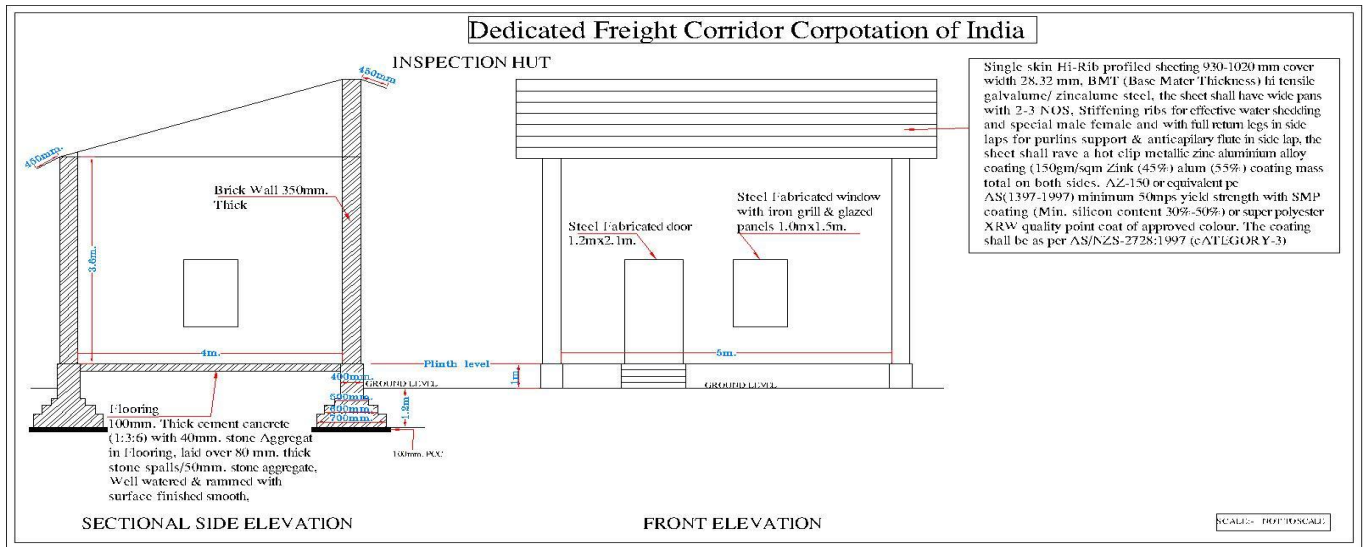 Dedicated Freight Corridor Corpotation of India
INSPECTION HUT
450mm
450mm.
Brick Wall 350mm.
Thick
3.6m.
4m.
Plinth level
400mm.
GROUND LEVEL
500mm.
600mm.
700mm.
1.2m.
1m.
100mm. PCC
Flooring
100mm. Thick cement cancrete
(1:3:6) with 40mm. stone Aggregat
in Flooring, laid over 80 mm. thick
stone spalls/50mm. stone aggregate,
Well watered & rammed with
surface finished smooth,
SECTIONAL SIDE ELEVATION
Steel Fabricated door
1.2mx2.1m.
Steel Fabricated window
with iron grill & glazed
panels 1.0mx1.5m.
5m.
GROUND LEVEL
FRONT ELEVATION
Single skin Hi-Rib profiled sheeting 930-1020 mm cover
width 28.32 mm, BMT (Base Mater Thickness) hi tensile
galvalume/ zincalume steel, the sheet shall have wide pans
with 2-3 NOS, Stiffening ribs for effective water shedding
and special male female and with full return legs in side
laps for purlins support & anticapilary flute in side lap, the
sheet shall rave a hot clip metallic zinc aluminium alloy
coating (150gm/sqm Zink (45%) alum (55%) coating mass
total on both sides. AZ-150 or equivalent pe
AS(1397-1997) minimum 50mps yield strength with SMP
coating (Min. silicon content 30%-50%) or super polyester
XRW quality point coat of approved colour. The coating
shall be as per AS/NZS-2728:1997 (cATEGORY-3)
SCALE:- NOT TO SCALE